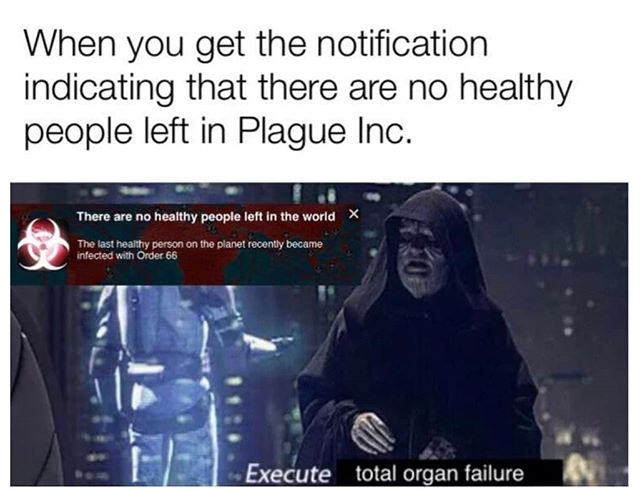 When you get the notification
indicating that there are no healthy
people left in Plague Inc.
There are no healthy people left in the world X
The last healthy person on the planet recently became
infected with Order 66
Execute total organ failure